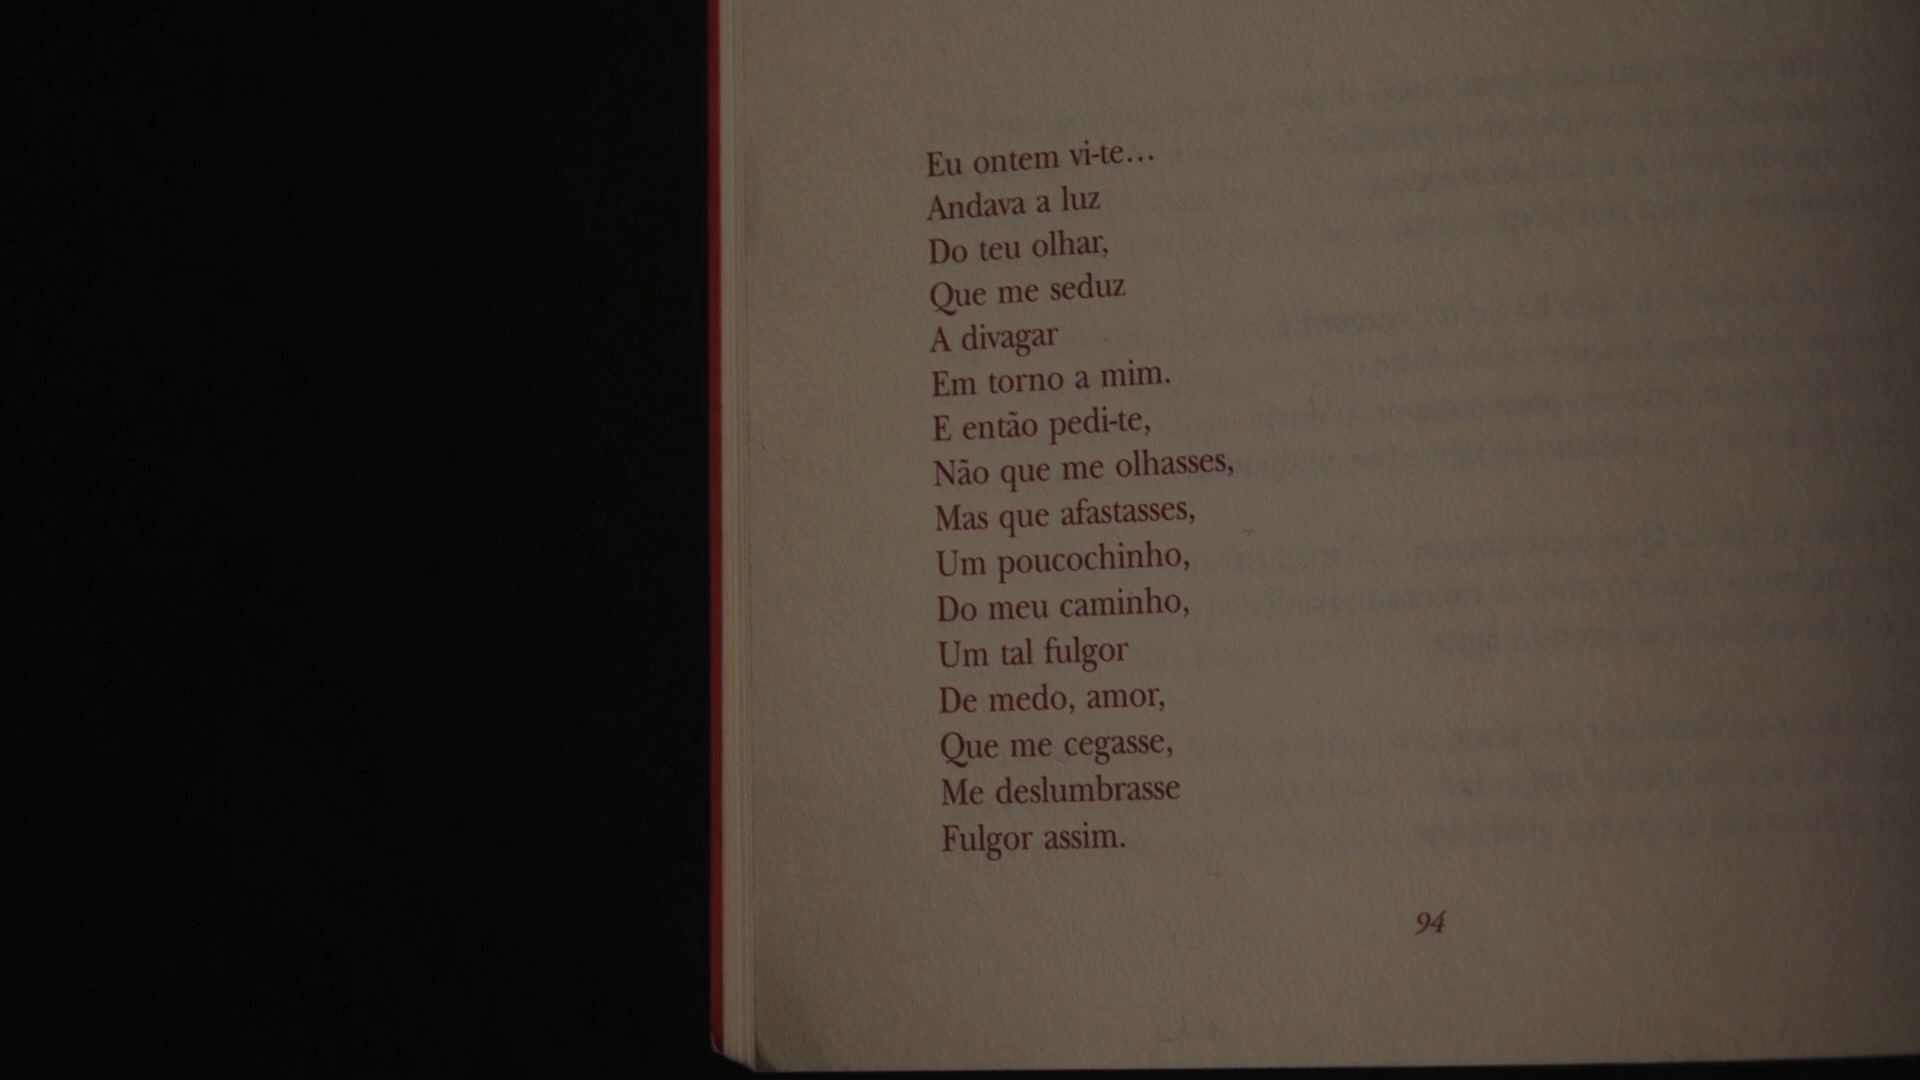 Eu ontem vi-te...
Andava a luz
Do teu olhar,
Que me seduz
A divagar
Em torno a mim.
E então pedi-te,
Não que me olhasses,
Mas que afastasses,
Um poucochinho,
Do meu caminho,
Um tal fulgor
De medo, amor,
Que me cegasse,
Me deslumbrasse
Fulgor assim.
94